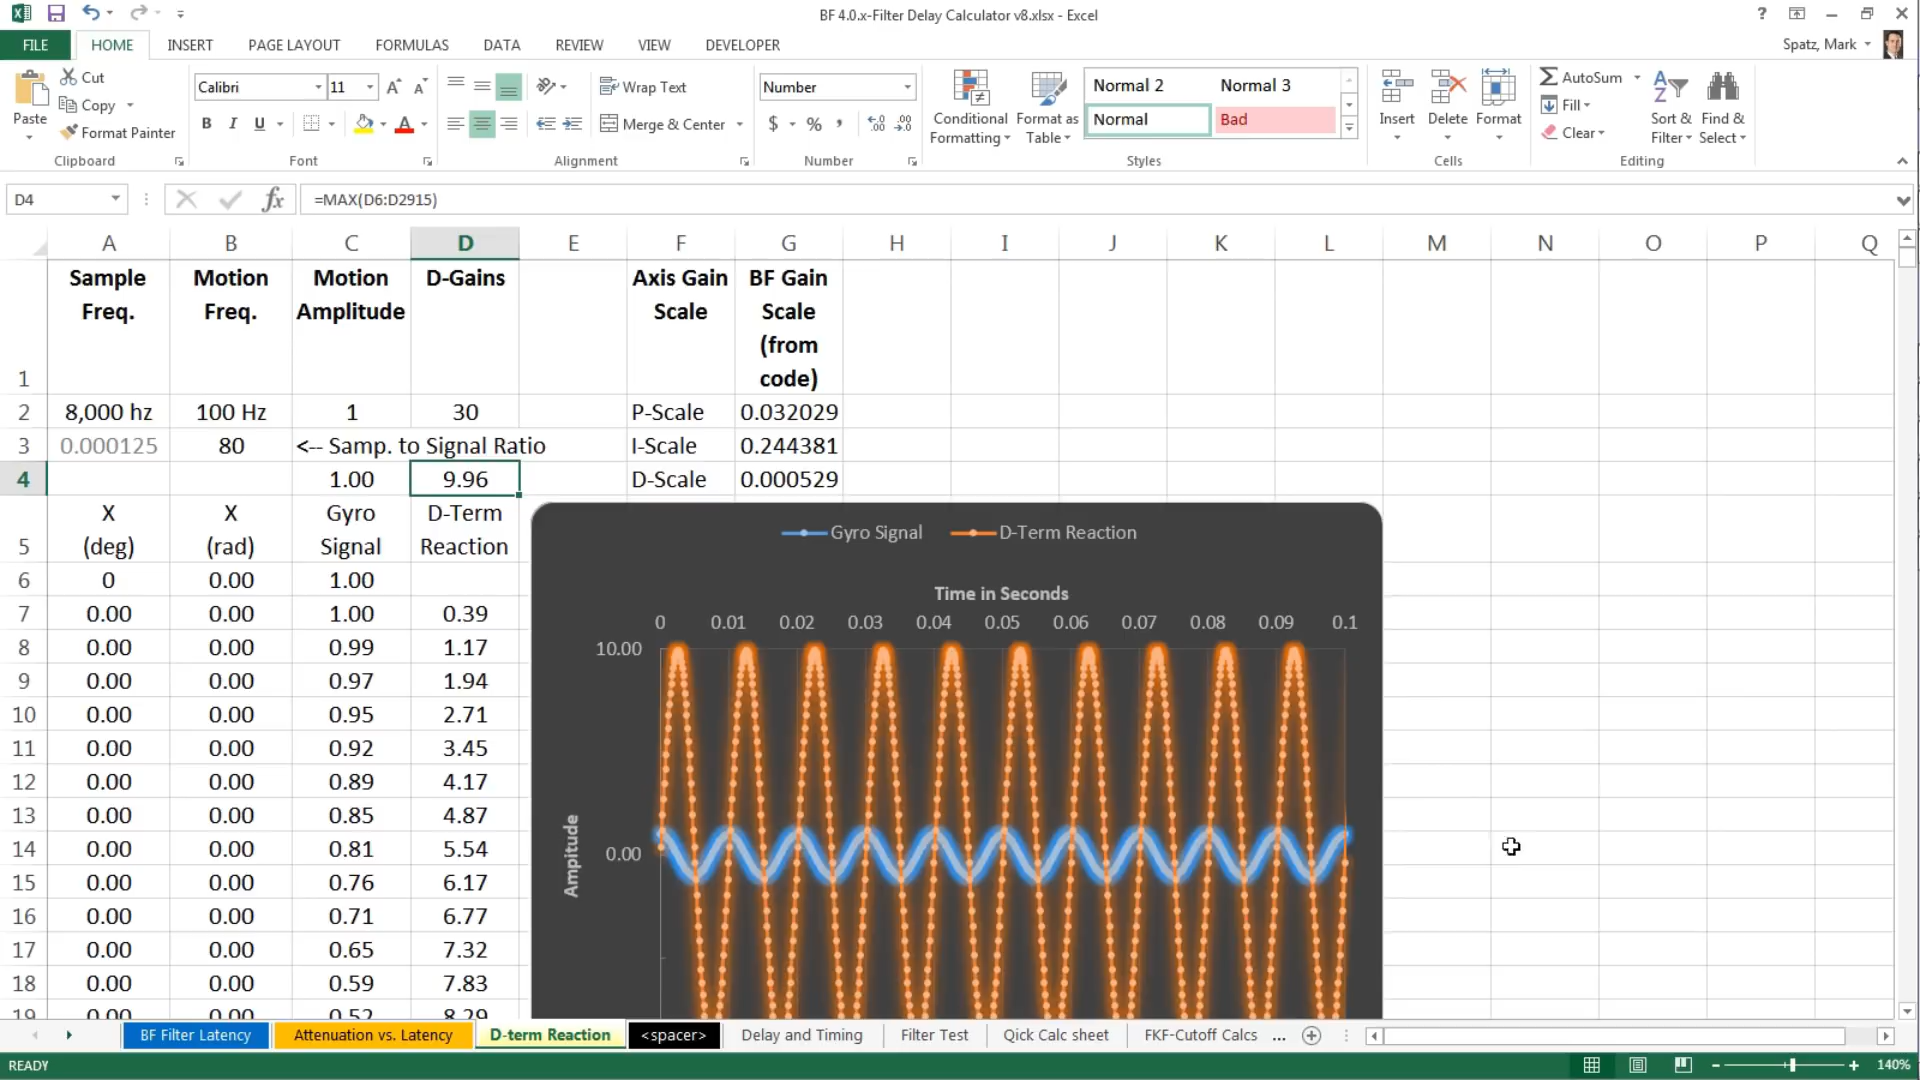 BF 4.0.x-Filter Delay Calculator v8.xlsx - Excel
FILE HOME INSERT PAGE LAYOUT FORMULAS DATA REVIEW VIEW DEVELOPER Spatz, Mark
Paste
Cut
Copy
Format Painter
Calibri 11
B I U
Wrap Text
Merge & Center
Number
$ % ,
Conditional Formatting
Format as Table
Normal 2 Normal 3
Normal Bad
Insert Delete Format
AutoSum
Fill
Clear
Sort & Filter
Find & Select
Clipboard Font Alignment Number Styles Cells Editing
D4 fx =MAX(D6:D2915)
A B C D E F G H I J K L M N O P Q
1 Sample Freq. Motion Freq. Motion Amplitude D-Gains Axis Gain Scale BF Gain Scale (from code)
2 8,000 hz 100 Hz 1 30 P-Scale 0.032029
3 0.000125 80 <-- Samp. to Signal Ratio I-Scale 0.244381
4 1.00 9.96 D-Scale 0.000529
5 X (deg) X (rad) Gyro Signal D-Term Reaction
6 0 0.00 1.00
7 0.00 0.00 1.00 0.39
8 0.00 0.00 0.99 1.17
9 0.00 0.00 0.97 1.94
10 0.00 0.00 0.95 2.71
11 0.00 0.00 0.92 3.45
12 0.00 0.00 0.89 4.17
13 0.00 0.00 0.85 4.87
14 0.00 0.00 0.81 5.54
15 0.00 0.00 0.76 6.17
16 0.00 0.00 0.71 6.77
17 0.00 0.00 0.65 7.32
18 0.00 0.00 0.59 7.83
19 0.00 0.00 0.52 8.29
Gyro Signal D-Term Reaction
Time in Seconds
0 0.01 0.02 0.03 0.04 0.05 0.06 0.07 0.08 0.09 0.1
10.00
0.00
Ampitude
BF Filter Latency Attenuation vs. Latency D-term Reaction <spacer> Delay and Timing Filter Test Qick Calc sheet FKF-Cutoff Calcs ...
READY 140%